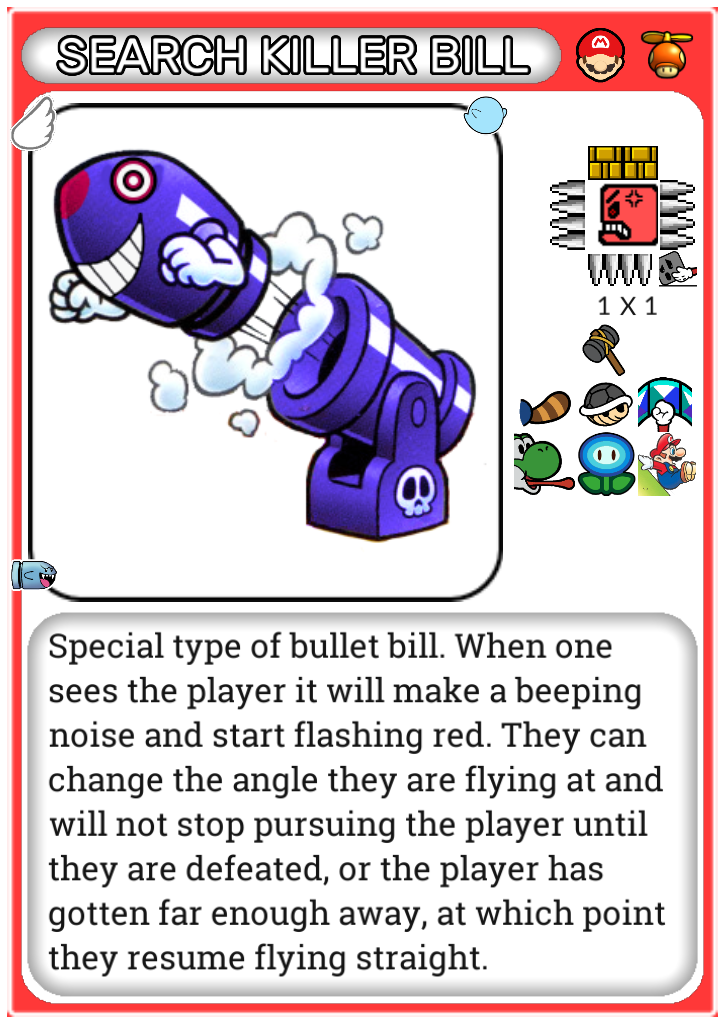 SEARCH KILLER BILL
1 X 1
Special type of bullet bill. When one
sees the player it will make a beeping
noise and start flashing red. They can
change the angle they are flying at and
will not stop pursuing the player until
they are defeated, or the player has
gotten far enough away, at which point
they resume flying straight.